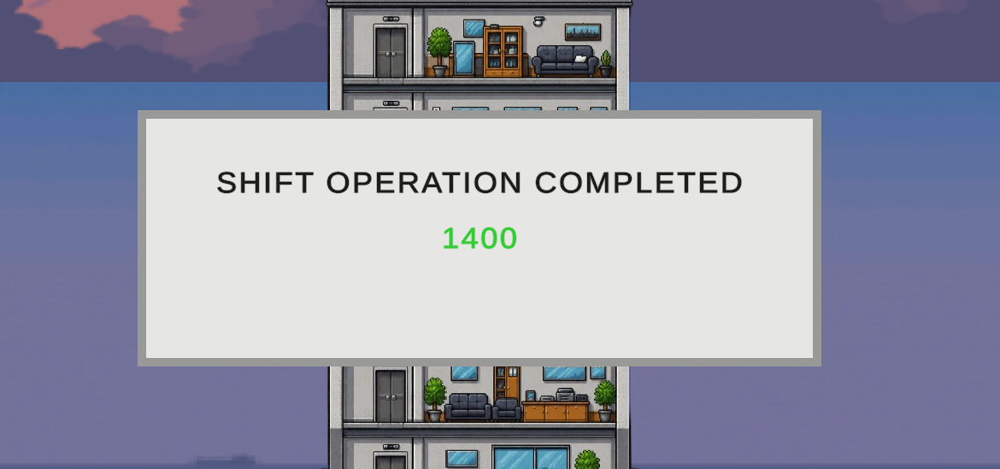 SHIFT OPERATION COMPLETED
1400